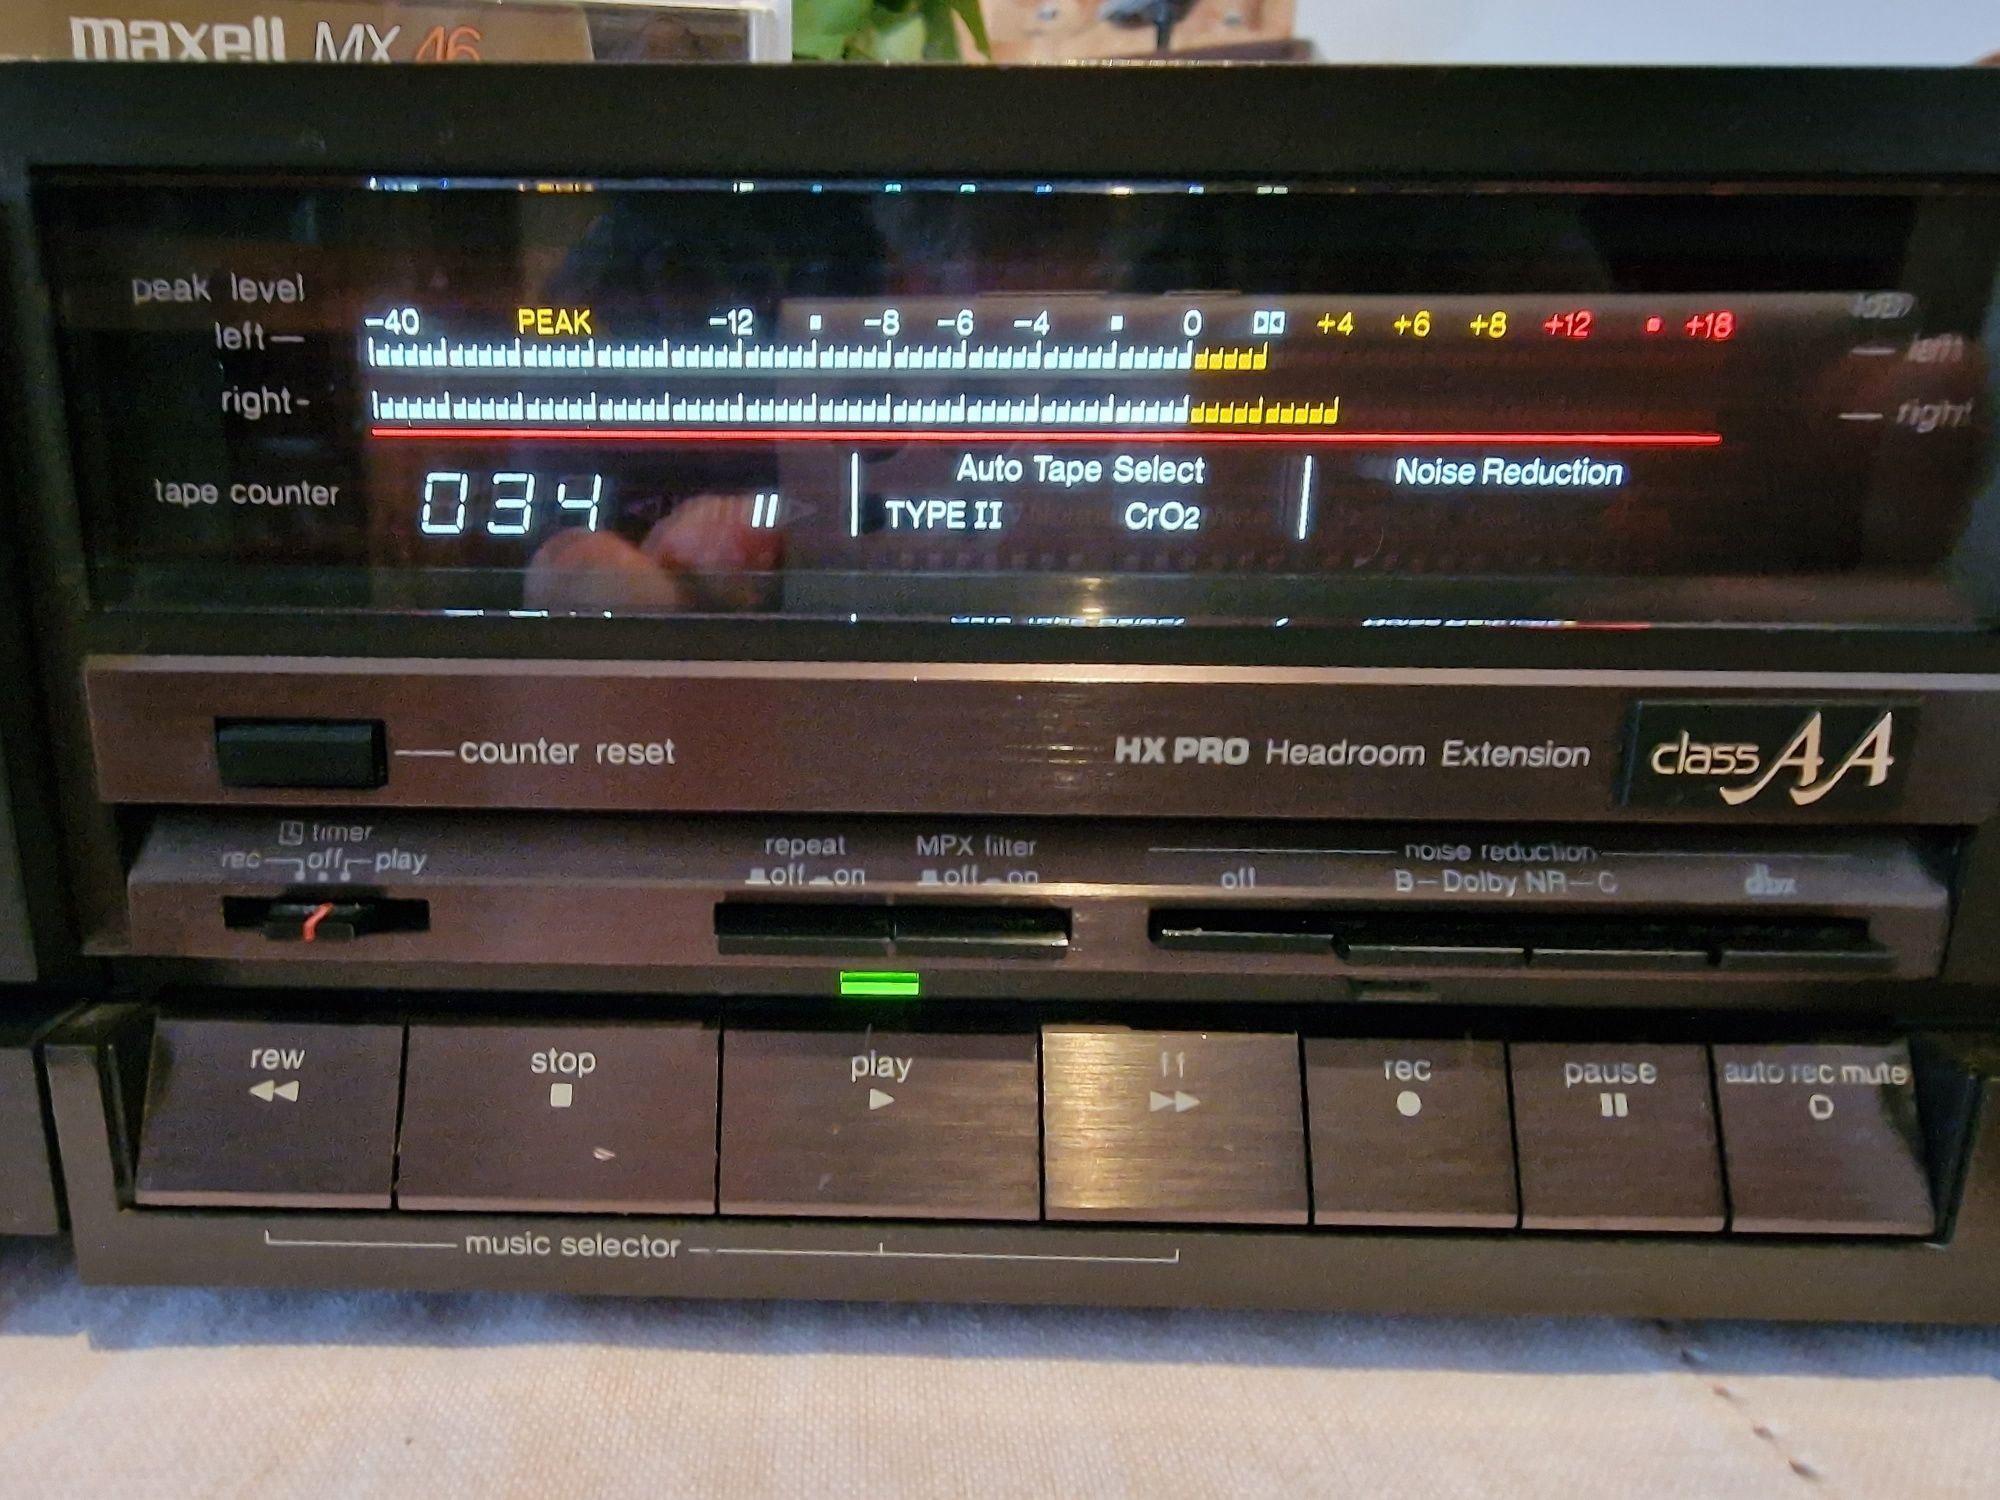 maxell MX 46
peak level
-40 PEAK -12 -8 -6 -4 0 +4 +6 +8 +12 +18
left
left
right
right
tape counter
034
Auto Tape Select
TYPE II CrO2
Noise Reduction
counter reset
HX PRO Headroom Extension
class AA
timer
rec off play
repeat
off on
MPX filter
off on
noise reduction
off B-Dolby NR-C dbx
rew
stop
play
ff
rec
pause
auto rec mute
music selector